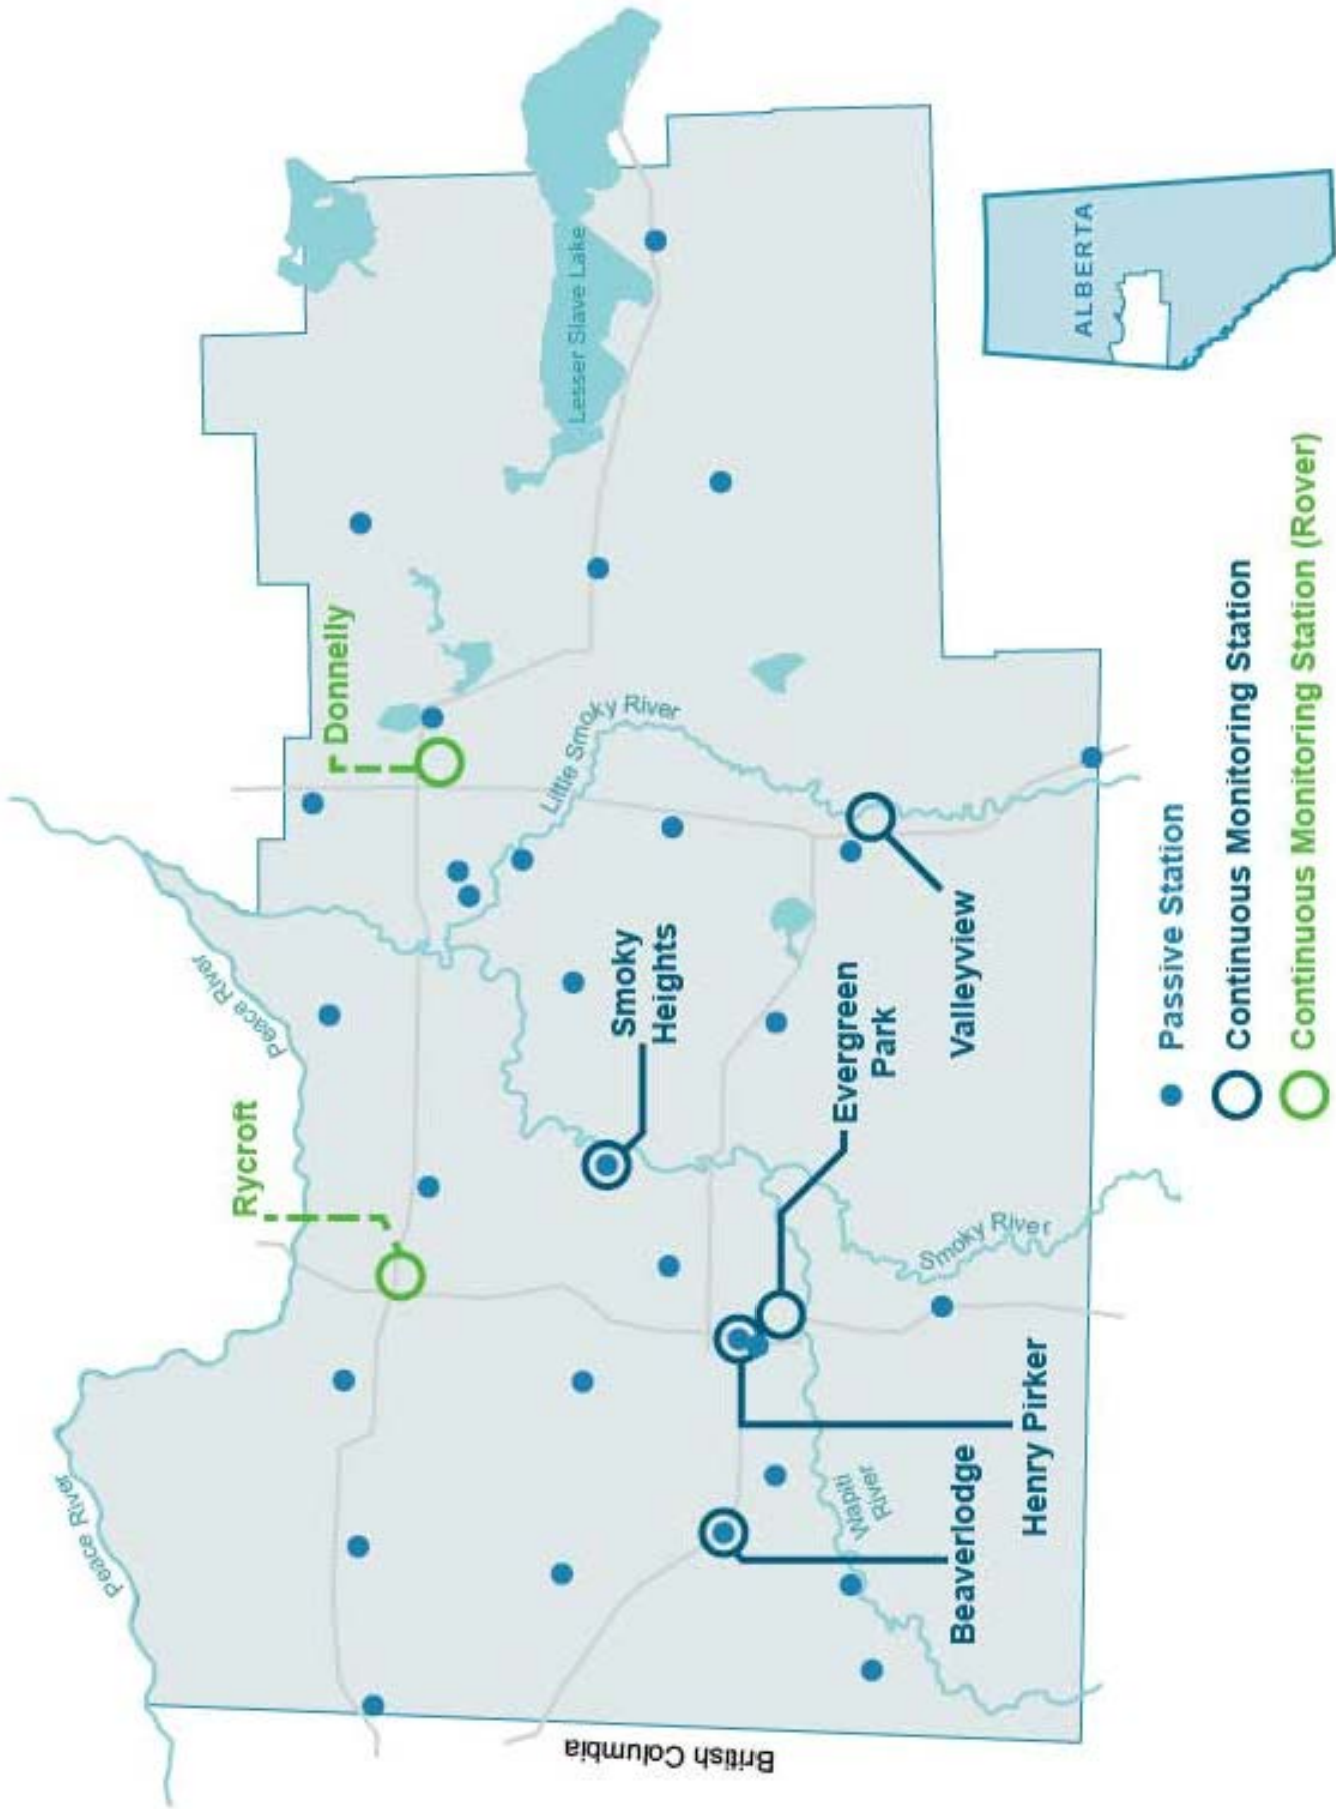 Peace River
Peace River
Rycroft
Donnelly
Lesser Slave Lake
Little Smoky River
Smoky
Heights
Evergreen
Park
Valleyview
Smoky River
Wapiti
River
Beaverlodge
Henry Pirker
British Columbia
ALBERTA
Passive Station
Continuous Monitoring Station
Continuous Monitoring Station (Rover)